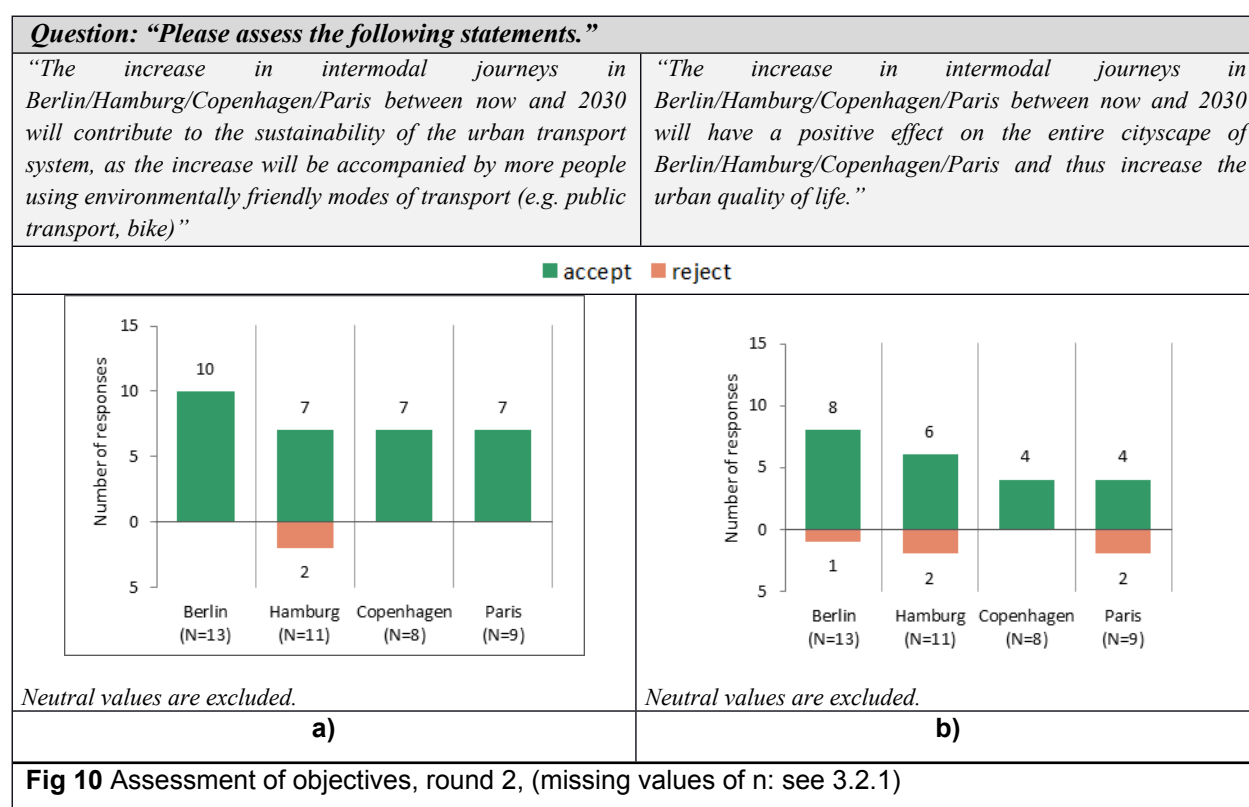 Question: “Please assess the following statements.”
“The increase in intermodal journeys in
Berlin/Hamburg/Copenhagen/Paris between now and 2030
will contribute to the sustainability of the urban transport
system, as the increase will be accompanied by more people
using environmentally friendly modes of transport (e.g. public
transport, bike)”
“The increase in intermodal journeys in
Berlin/Hamburg/Copenhagen/Paris between now and 2030
will have a positive effect on the entire cityscape of
Berlin/Hamburg/Copenhagen/Paris and thus increase the
urban quality of life.”
accept reject
Number of responses
15
10
5
0
5
10
7
7
7
2
Berlin Hamburg Copenhagen Paris
(N=13) (N=11) (N=8) (N=9)
Neutral values are excluded.
a)
Number of responses
15
10
5
0
5
8
6
4
4
1
2
2
Berlin Hamburg Copenhagen Paris
(N=13) (N=11) (N=8) (N=9)
Neutral values are excluded.
b)
Fig 10 Assessment of objectives, round 2, (missing values of n: see 3.2.1)